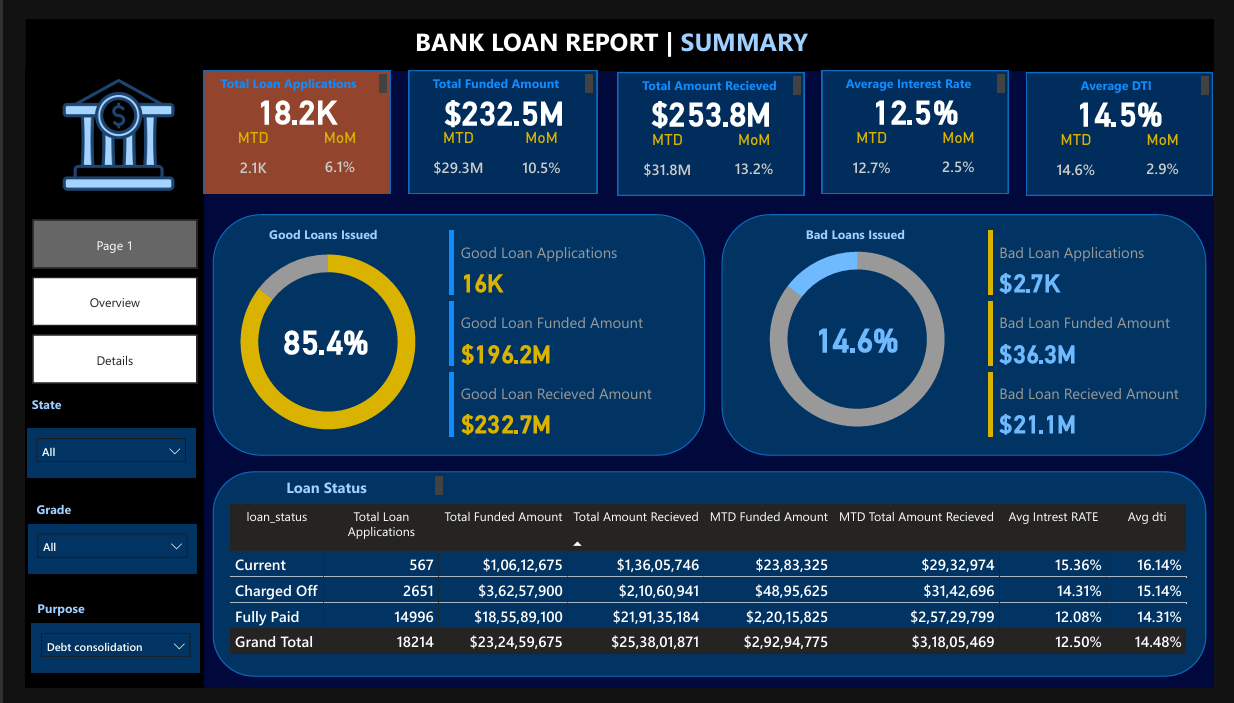 BANK LOAN REPORT | SUMMARY
Total Loan Applications
18.2K
MTD MoM
2.1K 6.1%
Total Funded Amount
$232.5M
MTD MoM
$29.3M 10.5%
Total Amount Recieved
$253.8M
MTD MoM
$31.8M 13.2%
Average Interest Rate
12.5%
MTD MoM
12.7% 2.5%
Average DTI
14.5%
MTD MoM
14.6% 2.9%
$
Page 1
Overview
Details
State
All
Grade
All
Purpose
Debt consolidation
Good Loans Issued
85.4%
Good Loan Applications
16K
Good Loan Funded Amount
$196.2M
Good Loan Recieved Amount
$232.7M
Bad Loans Issued
14.6%
Bad Loan Applications
$2.7K
Bad Loan Funded Amount
$36.3M
Bad Loan Recieved Amount
$21.1M
Loan Status
loan_status Total Loan Applications Total Funded Amount Total Amount Recieved MTD Funded Amount MTD Total Amount Recieved Avg Intrest RATE Avg dti
Current 567 $1,06,12,675 $1,36,05,746 $23,83,325 $29,32,974 15.36% 16.14%
Charged Off 2651 $3,62,57,900 $2,10,60,941 $48,95,625 $31,42,696 14.31% 15.14%
Fully Paid 14996 $18,55,89,100 $21,91,35,184 $2,20,15,825 $2,57,29,799 12.08% 14.31%
Grand Total 18214 $23,24,59,675 $25,38,01,871 $2,92,94,775 $3,18,05,469 12.50% 14.48%